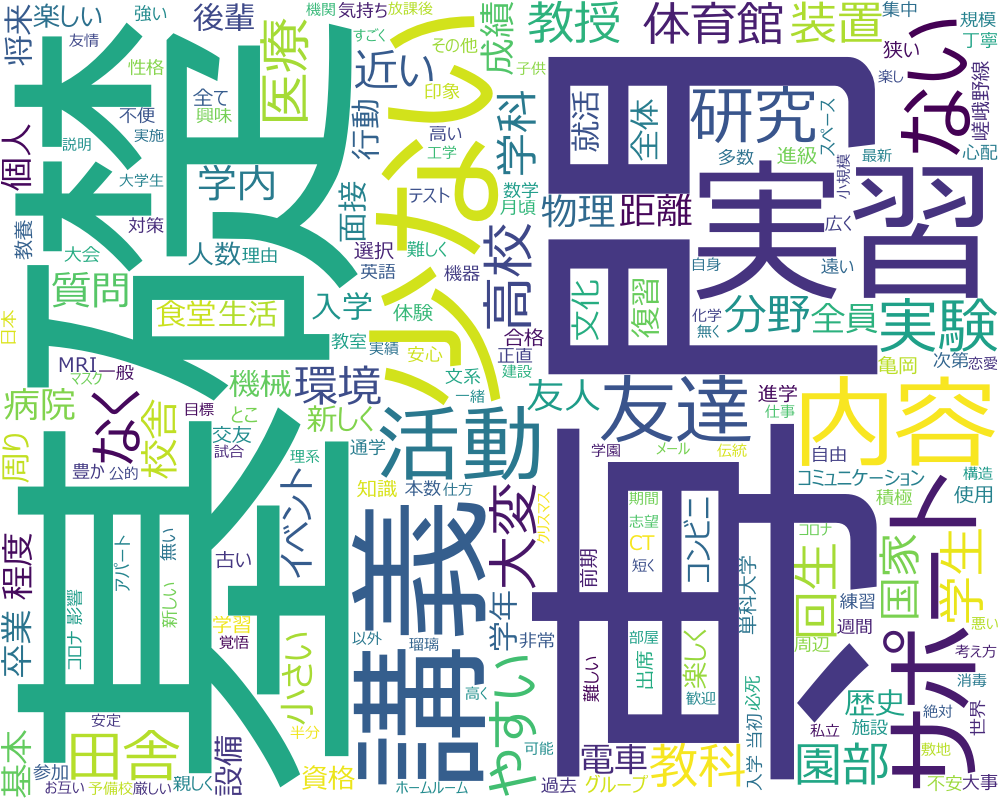 基礎
専門
実習
講義
少ない
活動
友達
内容
サポート
ない
研究
教授
体育館
装置
成績
後輩
将来
楽しい
強い
友情
機関
気持ち
放課後
すごく
その他
子供
集中
規模
丁寧
狭い
楽し
嵯峨野線
心配
医療
近い
印象
行動
性格
全て
興味
不便
説明
実施
個人
大学生
学内
学科
高い
工学
テスト
数学
月頃
就活
全体
多数
進級
スペース
小規模
最新
物理
距離
広く
遠い
教養
対策
大会
人数
理由
面接
選択
難しく
英語
機器
高校
文化
復習
自身
化学
無く
分野
全員
実験
質問
食堂
生活
入学
体験
教室
実績
安心
合格
正直
建設
文系
一緒
日本
MRI
一般
マスク
機械
環境
病院
なく
校舎
目標
とこ
新しく
交友
試合
友人
進学
仕事
亀岡
次第
恋愛
周り
豊か
公的
理系
通学
知識
本数
仕方
学園
メール
伝統
自由
コミュニケーション
積極
構造
使用
程度
アパート
無い
古い
イベント
大変
クリスマス
期間
志望
CT
短く
コンビニ
単科大学
前期
コロナ
回生
国家
学生
悪い
卒業
コロナ
影響
新しい
学習
覚悟
小さい
以外
瑠璃
学年
非常
部屋
出席
楽しく
練習
週間
周辺
考え方
消毒
安定
半分
高く
やすい
難しい
歓迎
必死
当初
入学
私立
歴史
施設
絶対
世界
基本
田舎
設備
資格
参加
お互い
予備校
厳しい
親しく
ホームルーム
可能
過去
電車
グループ
教科
園部
敷地
不安
大事